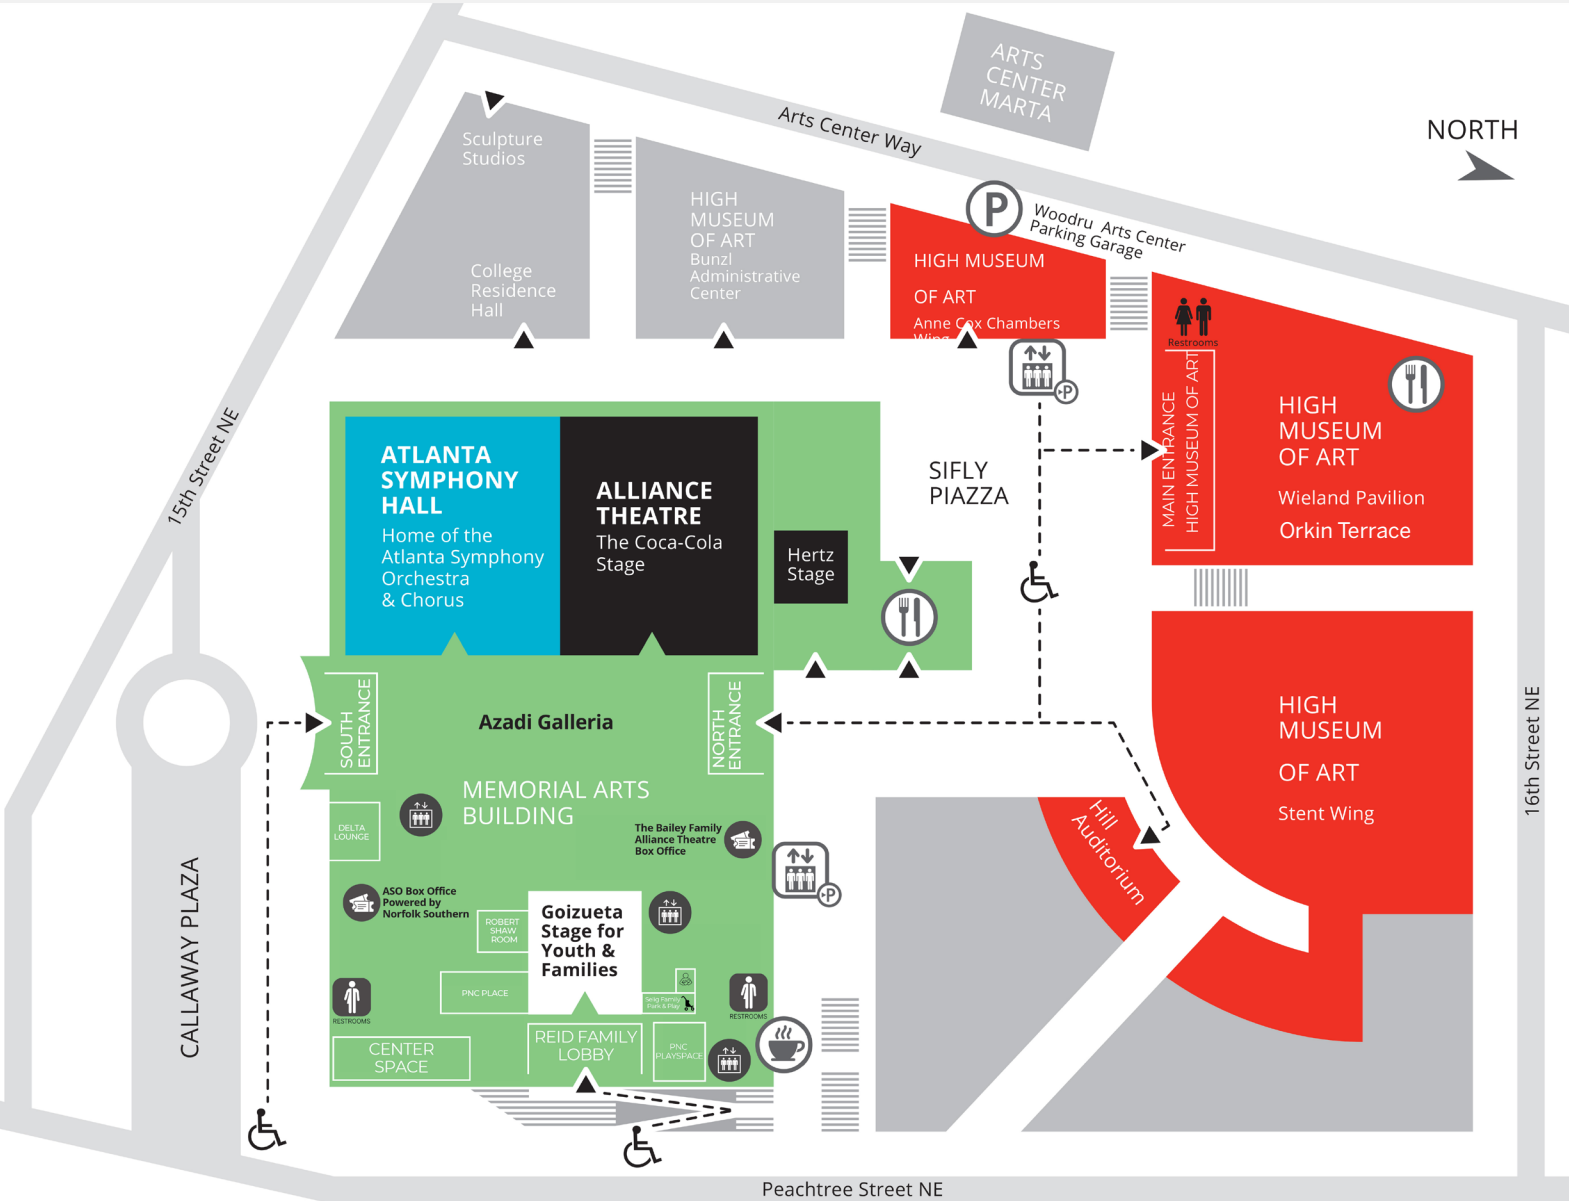 ARTS
CENTER
MARTA
Arts Center Way
NORTH
Sculpture
Studios
College
Residence
Hall
HIGH
MUSEUM
OF ART
Bunzl
Administrative
Center
P
Woodru  Arts Center
Parking Garage
HIGH MUSEUM
OF ART
Anne Cox Chambers
Wing
P
Restrooms
MAIN ENTRANCE
HIGH MUSEUM OF ART
HIGH
MUSEUM
OF ART
Wieland Pavilion
Orkin Terrace
15th Street NE
ATLANTA
SYMPHONY
HALL
Home of the
Atlanta Symphony
Orchestra
& Chorus
ALLIANCE
THEATRE
The Coca-Cola
Stage
Hertz
Stage
SIFLY
PIAZZA
SOUTH
ENTRANCE
Azadi Galleria
NORTH
ENTRANCE
MEMORIAL ARTS
BUILDING
DELTA
LOUNGE
The Bailey Family
Alliance Theatre
Box Office
P
ASO Box Office
Powered by
Norfolk Southern
ROBERT
SHAW
ROOM
Goizueta
Stage for
Youth &
Families
PNC PLACE
Selig Family
Park & Play
RESTROOMS
RESTROOMS
CENTER
SPACE
REID FAMILY
LOBBY
PNC
PLAYSPACE
CALLAWAY PLAZA
Hill
Auditorium
HIGH
MUSEUM
OF ART
Stent Wing
16th Street NE
Peachtree Street NE